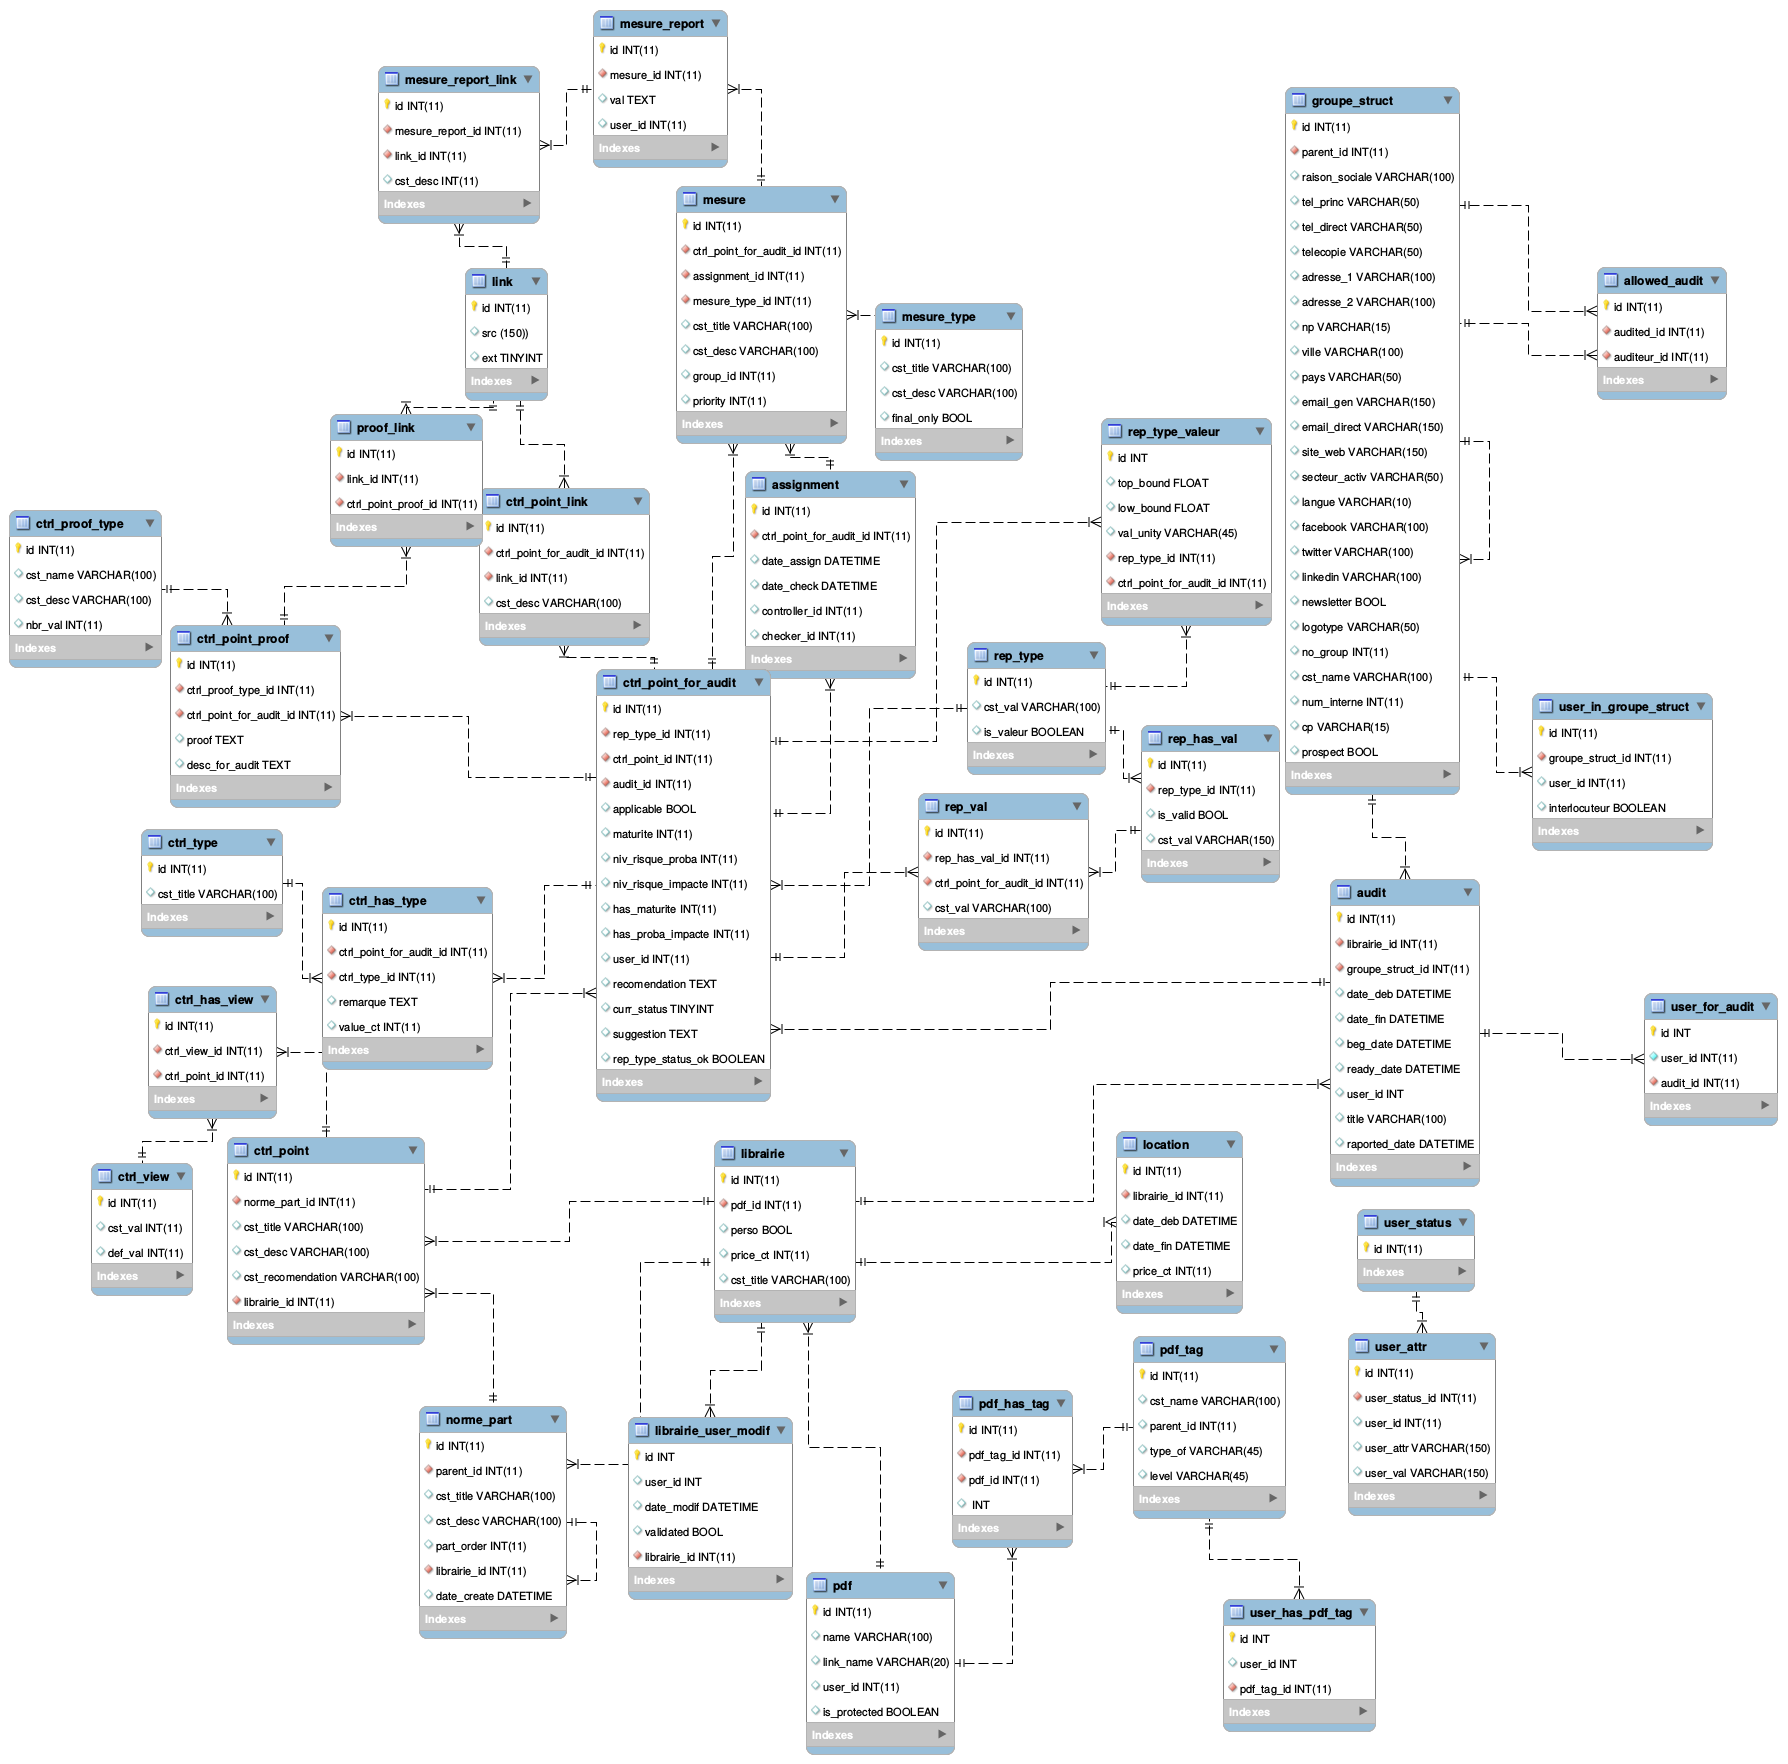 mesure_report
id INT(11)
mesure_id INT(11)
val TEXT
user_id INT(11)
Indexes
mesure_report_link
id INT(11)
mesure_report_id INT(11)
link_id INT(11)
cst_desc INT(11)
Indexes
groupe_struct
id INT(11)
parent_id INT(11)
raison_sociale VARCHAR(100)
tel_princ VARCHAR(50)
tel_direct VARCHAR(50)
telecopie VARCHAR(50)
adresse_1 VARCHAR(100)
adresse_2 VARCHAR(100)
np VARCHAR(15)
ville VARCHAR(100)
pays VARCHAR(50)
email_gen VARCHAR(150)
email_direct VARCHAR(150)
site_web VARCHAR(150)
secteur_activ VARCHAR(50)
langue VARCHAR(10)
facebook VARCHAR(100)
twitter VARCHAR(100)
linkedin VARCHAR(100)
newsletter BOOL
logotype VARCHAR(50)
no_group INT(11)
cst_name VARCHAR(100)
num_interne INT(11)
cp VARCHAR(15)
prospect BOOL
Indexes
mesure
id INT(11)
ctrl_point_for_audit_id INT(11)
assignment_id INT(11)
mesure_type_id INT(11)
cst_title VARCHAR(100)
cst_desc VARCHAR(100)
group_id INT(11)
priority INT(11)
Indexes
link
id INT(11)
src (150))
ext TINYINT
Indexes
allowed_audit
id INT(11)
audited_id INT(11)
auditeur_id INT(11)
Indexes
mesure_type
id INT(11)
cst_title VARCHAR(100)
cst_desc VARCHAR(100)
final_only BOOL
Indexes
proof_link
id INT(11)
link_id INT(11)
ctrl_point_proof_id INT(11)
Indexes
rep_type_valeur
id INT
top_bound FLOAT
low_bound FLOAT
val_unity VARCHAR(45)
rep_type_id INT(11)
ctrl_point_for_audit_id INT(11)
Indexes
assignment
id INT(11)
ctrl_point_for_audit_id INT(11)
date_assign DATETIME
date_check DATETIME
controller_id INT(11)
checker_id INT(11)
Indexes
ctrl_point_link
id INT(11)
ctrl_point_for_audit_id INT(11)
link_id INT(11)
cst_desc VARCHAR(100)
Indexes
ctrl_proof_type
id INT(11)
cst_name VARCHAR(100)
cst_desc VARCHAR(100)
nbr_val INT(11)
Indexes
ctrl_point_proof
id INT(11)
ctrl_proof_type_id INT(11)
ctrl_point_for_audit_id INT(11)
proof TEXT
desc_for_audit TEXT
Indexes
ctrl_point_for_audit
id INT(11)
rep_type_id INT(11)
ctrl_point_id INT(11)
audit_id INT(11)
applicable BOOL
maturite INT(11)
niv_risque_proba INT(11)
niv_risque_impacte INT(11)
has_maturite INT(11)
has_proba_impacte INT(11)
user_id INT(11)
recomendation TEXT
curr_status TINYINT
suggestion TEXT
rep_type_status_ok BOOLEAN
Indexes
rep_type
id INT(11)
cst_val VARCHAR(100)
is_valeur BOOLEAN
Indexes
user_in_groupe_struct
id INT(11)
groupe_struct_id INT(11)
user_id INT(11)
interlocuteur BOOLEAN
Indexes
rep_has_val
id INT(11)
rep_type_id INT(11)
is_valid BOOL
cst_val VARCHAR(150)
Indexes
rep_val
id INT(11)
rep_has_val_id INT(11)
ctrl_point_for_audit_id INT(11)
cst_val VARCHAR(100)
Indexes
ctrl_type
id INT(11)
cst_title VARCHAR(100)
Indexes
ctrl_has_type
id INT(11)
ctrl_point_for_audit_id INT(11)
ctrl_type_id INT(11)
remarque TEXT
value_ct INT(11)
Indexes
audit
id INT(11)
librairie_id INT(11)
groupe_struct_id INT(11)
date_deb DATETIME
date_fin DATETIME
beg_date DATETIME
ready_date DATETIME
user_id INT
title VARCHAR(100)
raported_date DATETIME
Indexes
ctrl_has_view
id INT(11)
ctrl_view_id INT(11)
ctrl_point_id INT(11)
Indexes
user_for_audit
id INT
user_id INT(11)
audit_id INT(11)
Indexes
ctrl_view
id INT(11)
cst_val INT(11)
def_val INT(11)
Indexes
ctrl_point
id INT(11)
norme_part_id INT(11)
cst_title VARCHAR(100)
cst_desc VARCHAR(100)
cst_recomendation VARCHAR(100)
librairie_id INT(11)
Indexes
librairie
id INT(11)
pdf_id INT(11)
perso BOOL
price_ct INT(11)
cst_title VARCHAR(100)
Indexes
location
id INT(11)
librairie_id INT(11)
date_deb DATETIME
date_fin DATETIME
price_ct INT(11)
Indexes
user_status
id INT(11)
Indexes
user_attr
id INT(11)
user_status_id INT(11)
user_id INT(11)
user_attr VARCHAR(150)
user_val VARCHAR(150)
Indexes
pdf_tag
id INT(11)
cst_name VARCHAR(100)
parent_id INT(11)
type_of VARCHAR(45)
level VARCHAR(45)
Indexes
pdf_has_tag
id INT(11)
pdf_tag_id INT(11)
pdf_id INT(11)
INT
Indexes
norme_part
id INT(11)
parent_id INT(11)
cst_title VARCHAR(100)
cst_desc VARCHAR(100)
part_order INT(11)
librairie_id INT(11)
date_create DATETIME
Indexes
librairie_user_modif
id INT
user_id INT
date_modif DATETIME
validated BOOL
librairie_id INT(11)
Indexes
pdf
id INT(11)
name VARCHAR(100)
link_name VARCHAR(20)
user_id INT(11)
is_protected BOOLEAN
Indexes
user_has_pdf_tag
id INT
user_id INT
pdf_tag_id INT(11)
Indexes